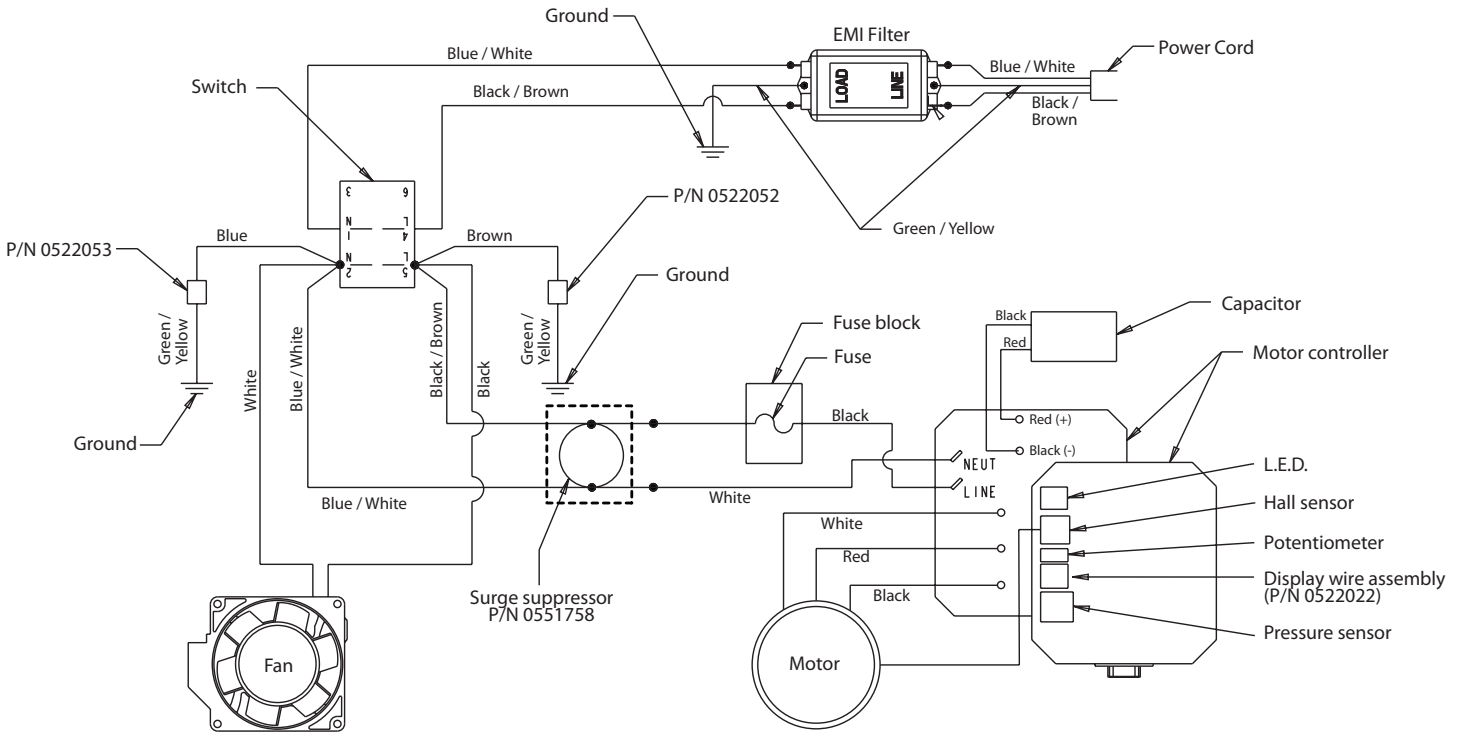 Ground
EMI Filter
Power Cord
Blue / White
Blue / White
Switch
LOAD
LINE
Black / Brown
Black /
Brown
Ground
3
6
P/N 0522052
N
L
1
4
Green / Yellow
P/N 0522053
Blue
Brown
N
L
2
5
Ground
Green /
Yellow
White
Blue / White
Black / Brown
Black
Green /
Yellow
Fuse block
Fuse
Black
Capacitor
Red
Motor controller
Ground
Black
Red (+)
Black (-)
NEUT
LINE
L.E.D.
Blue / White
White
Hall sensor
White
Potentiometer
Red
Display wire assembly
(P/N 0522022)
Black
Surge suppressor
P/N 0551758
Pressure sensor
Fan
Motor